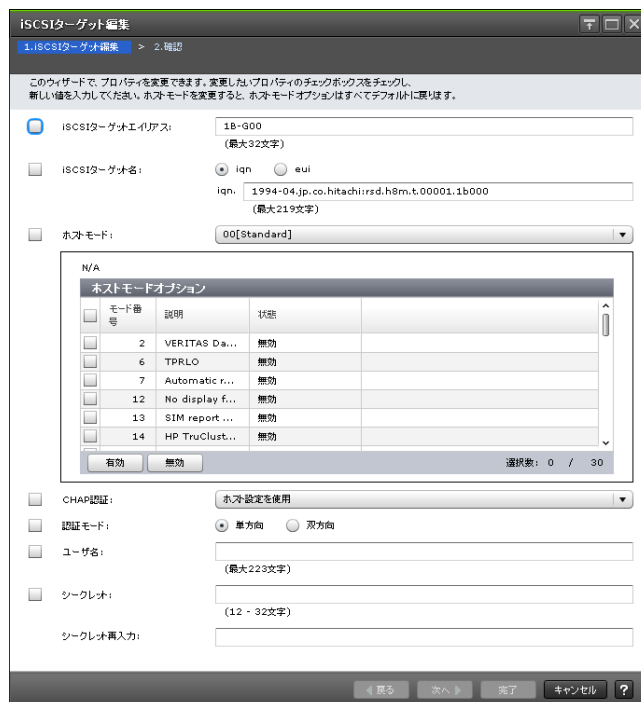 iSCSIターゲット編集
1.iSCSIターゲット編集 > 2.確認
このウィザードで、プロパティを変更できます。変更したいプロパティのチェックボックスをチェックし、
新しい値を入力してください。ホストモードを変更すると、ホストモードオプションはすべてデフォルトに戻ります。
iSCSIターゲットエイリアス: 1B-G00
(最大32文字)
iSCSIターゲット名: iqn eui
iqn. 1994-04.jp.co.hitachi:rsd.h8m.t.00001.1b000
(最大219文字)
ホストモード: 00[Standard]
N/A
ホストモードオプション
モード番号 説明 状態
2 VERITAS Da... 無効
6 TPRLO 無効
7 Automatic r... 無効
12 No display f... 無効
13 SIM report ... 無効
14 HP TruClust... 無効
有効 無効 選択数: 0 / 30
CHAP認証: ホスト設定を使用
認証モード: 単方向 双方向
ユーザ名:
(最大223文字)
シークレット:
(12 - 32文字)
シークレット再入力:
戻る 次へ 完了 キャンセル ?